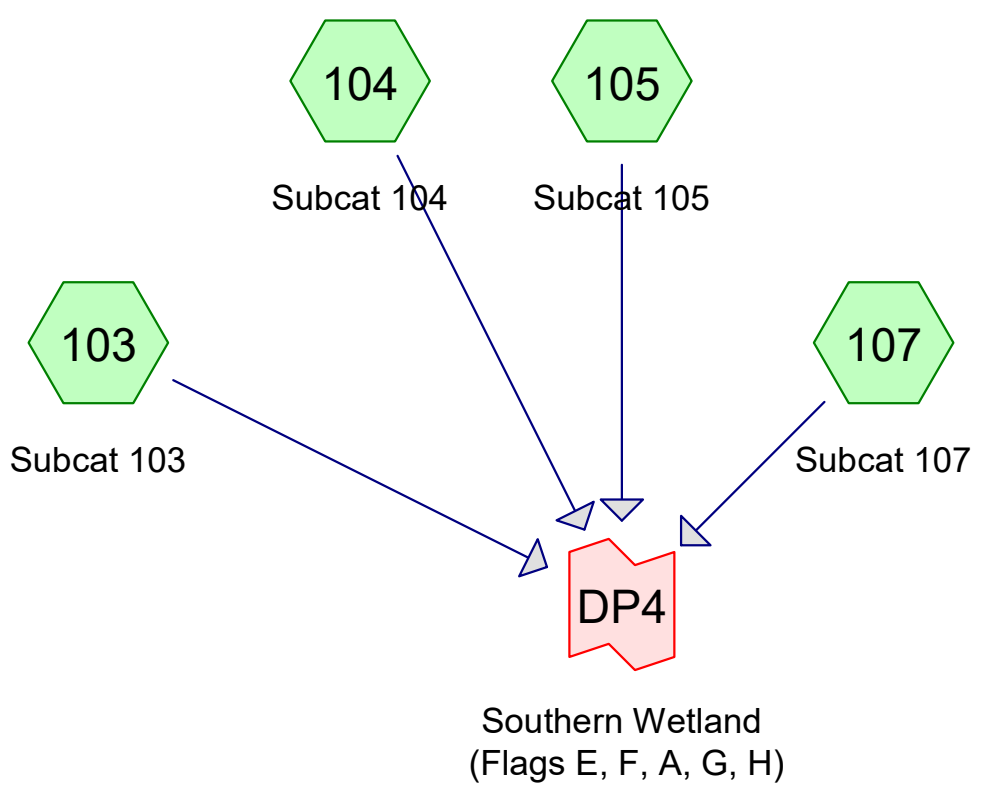 104
105
Subcat 104
Subcat 105
103
107
Subcat 103
Subcat 107
DP4
Southern Wetland
(Flags E, F, A, G, H)